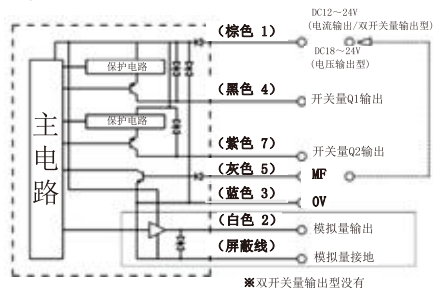 DC12～24V
(电流输出/双开关量输出型)
DC18～24V
(电压输出型)
(棕色 1)
保护电路
(黑色 4)
开关量Q1输出
保护电路
主电路
(紫色 7)
开关量Q2输出
(灰色 5)
MF
(蓝色 3)
0V
(白色 2)
模拟量输出
(屏蔽线)
模拟量接地
※双开关量输出型没有